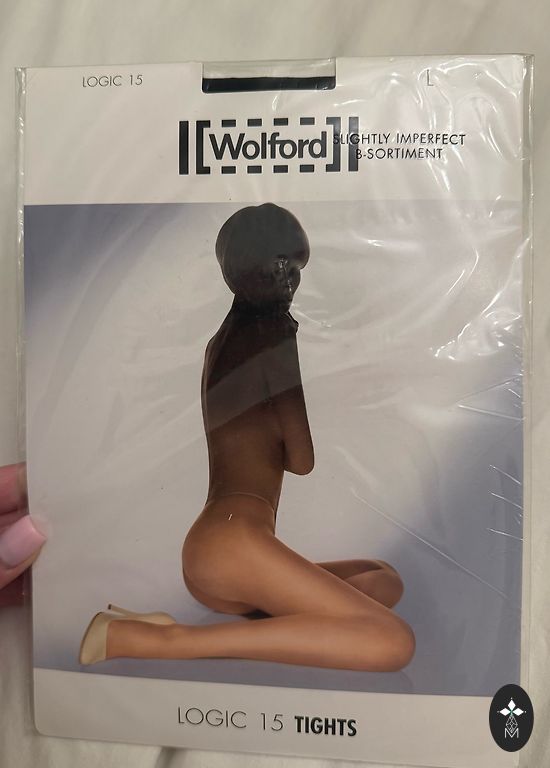 LOGIC 15
L
Wolford
SLIGHTLY IMPERFECT
B-SORTIMENT
LOGIC 15 TIGHTS
M